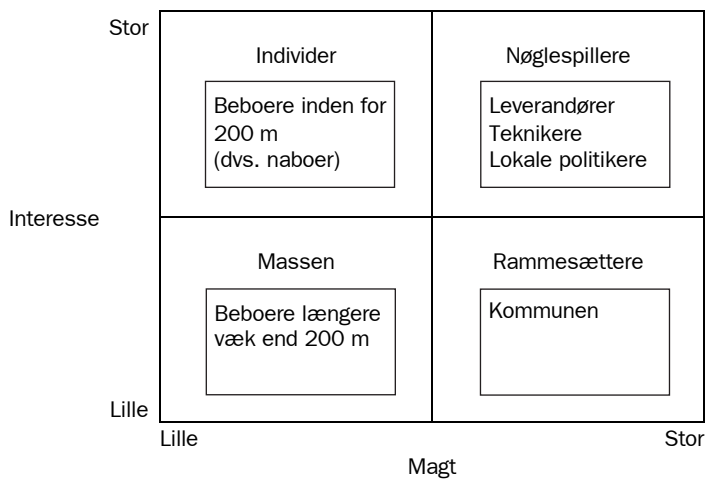 Stor
Individer
Nøglespillere
Beboere inden for
200 m
(dvs. naboer)
Leverandører
Teknikere
Lokale politikere
Interesse
Massen
Rammesættere
Beboere længere
væk end 200 m
Kommunen
Lille
Lille
Stor
Magt